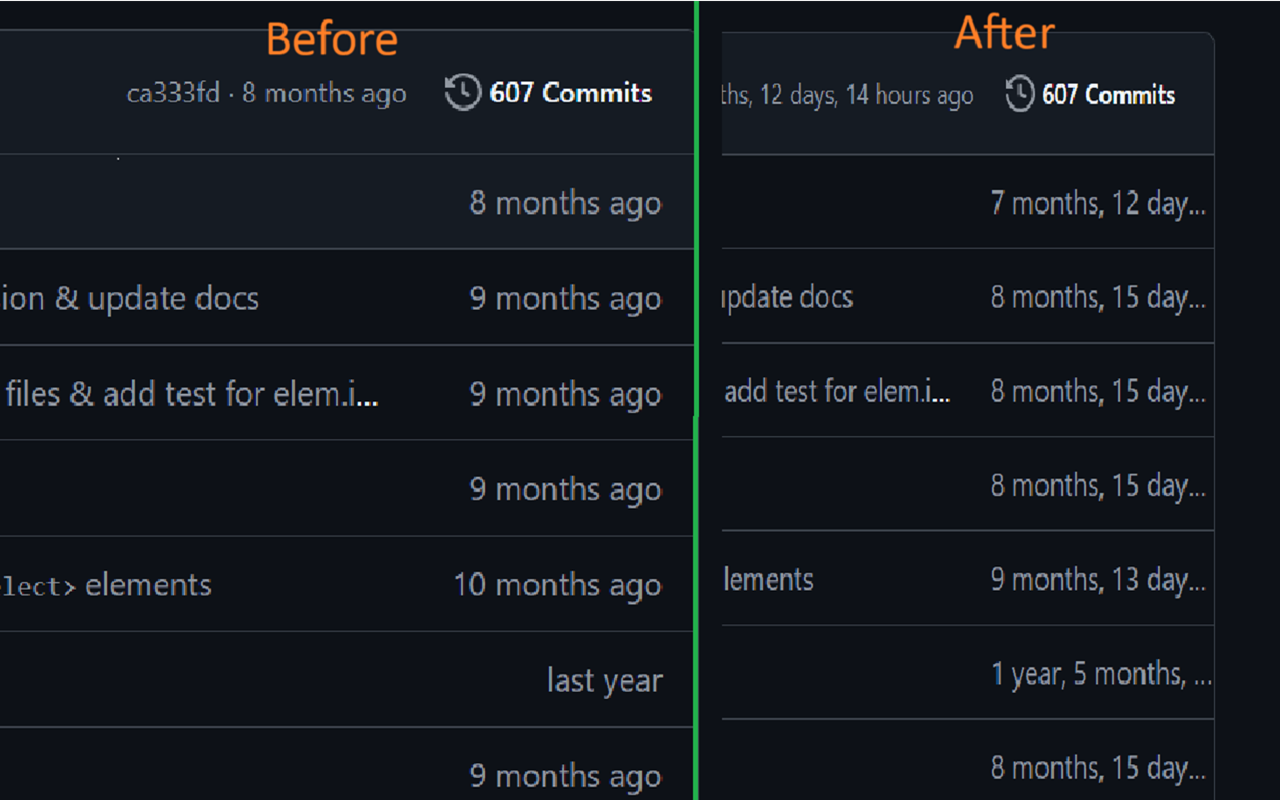 Before
ca333fd · 8 months ago 607 Commits
8 months ago
ion & update docs 9 months ago
files & add test for elem.i... 9 months ago
9 months ago
lect> elements 10 months ago
last year
9 months ago
After
ths, 12 days, 14 hours ago 607 Commits
7 months, 12 day...
update docs 8 months, 15 day...
add test for elem.i... 8 months, 15 day...
8 months, 15 day...
lements 9 months, 13 day...
1 year, 5 months, ...
8 months, 15 day...